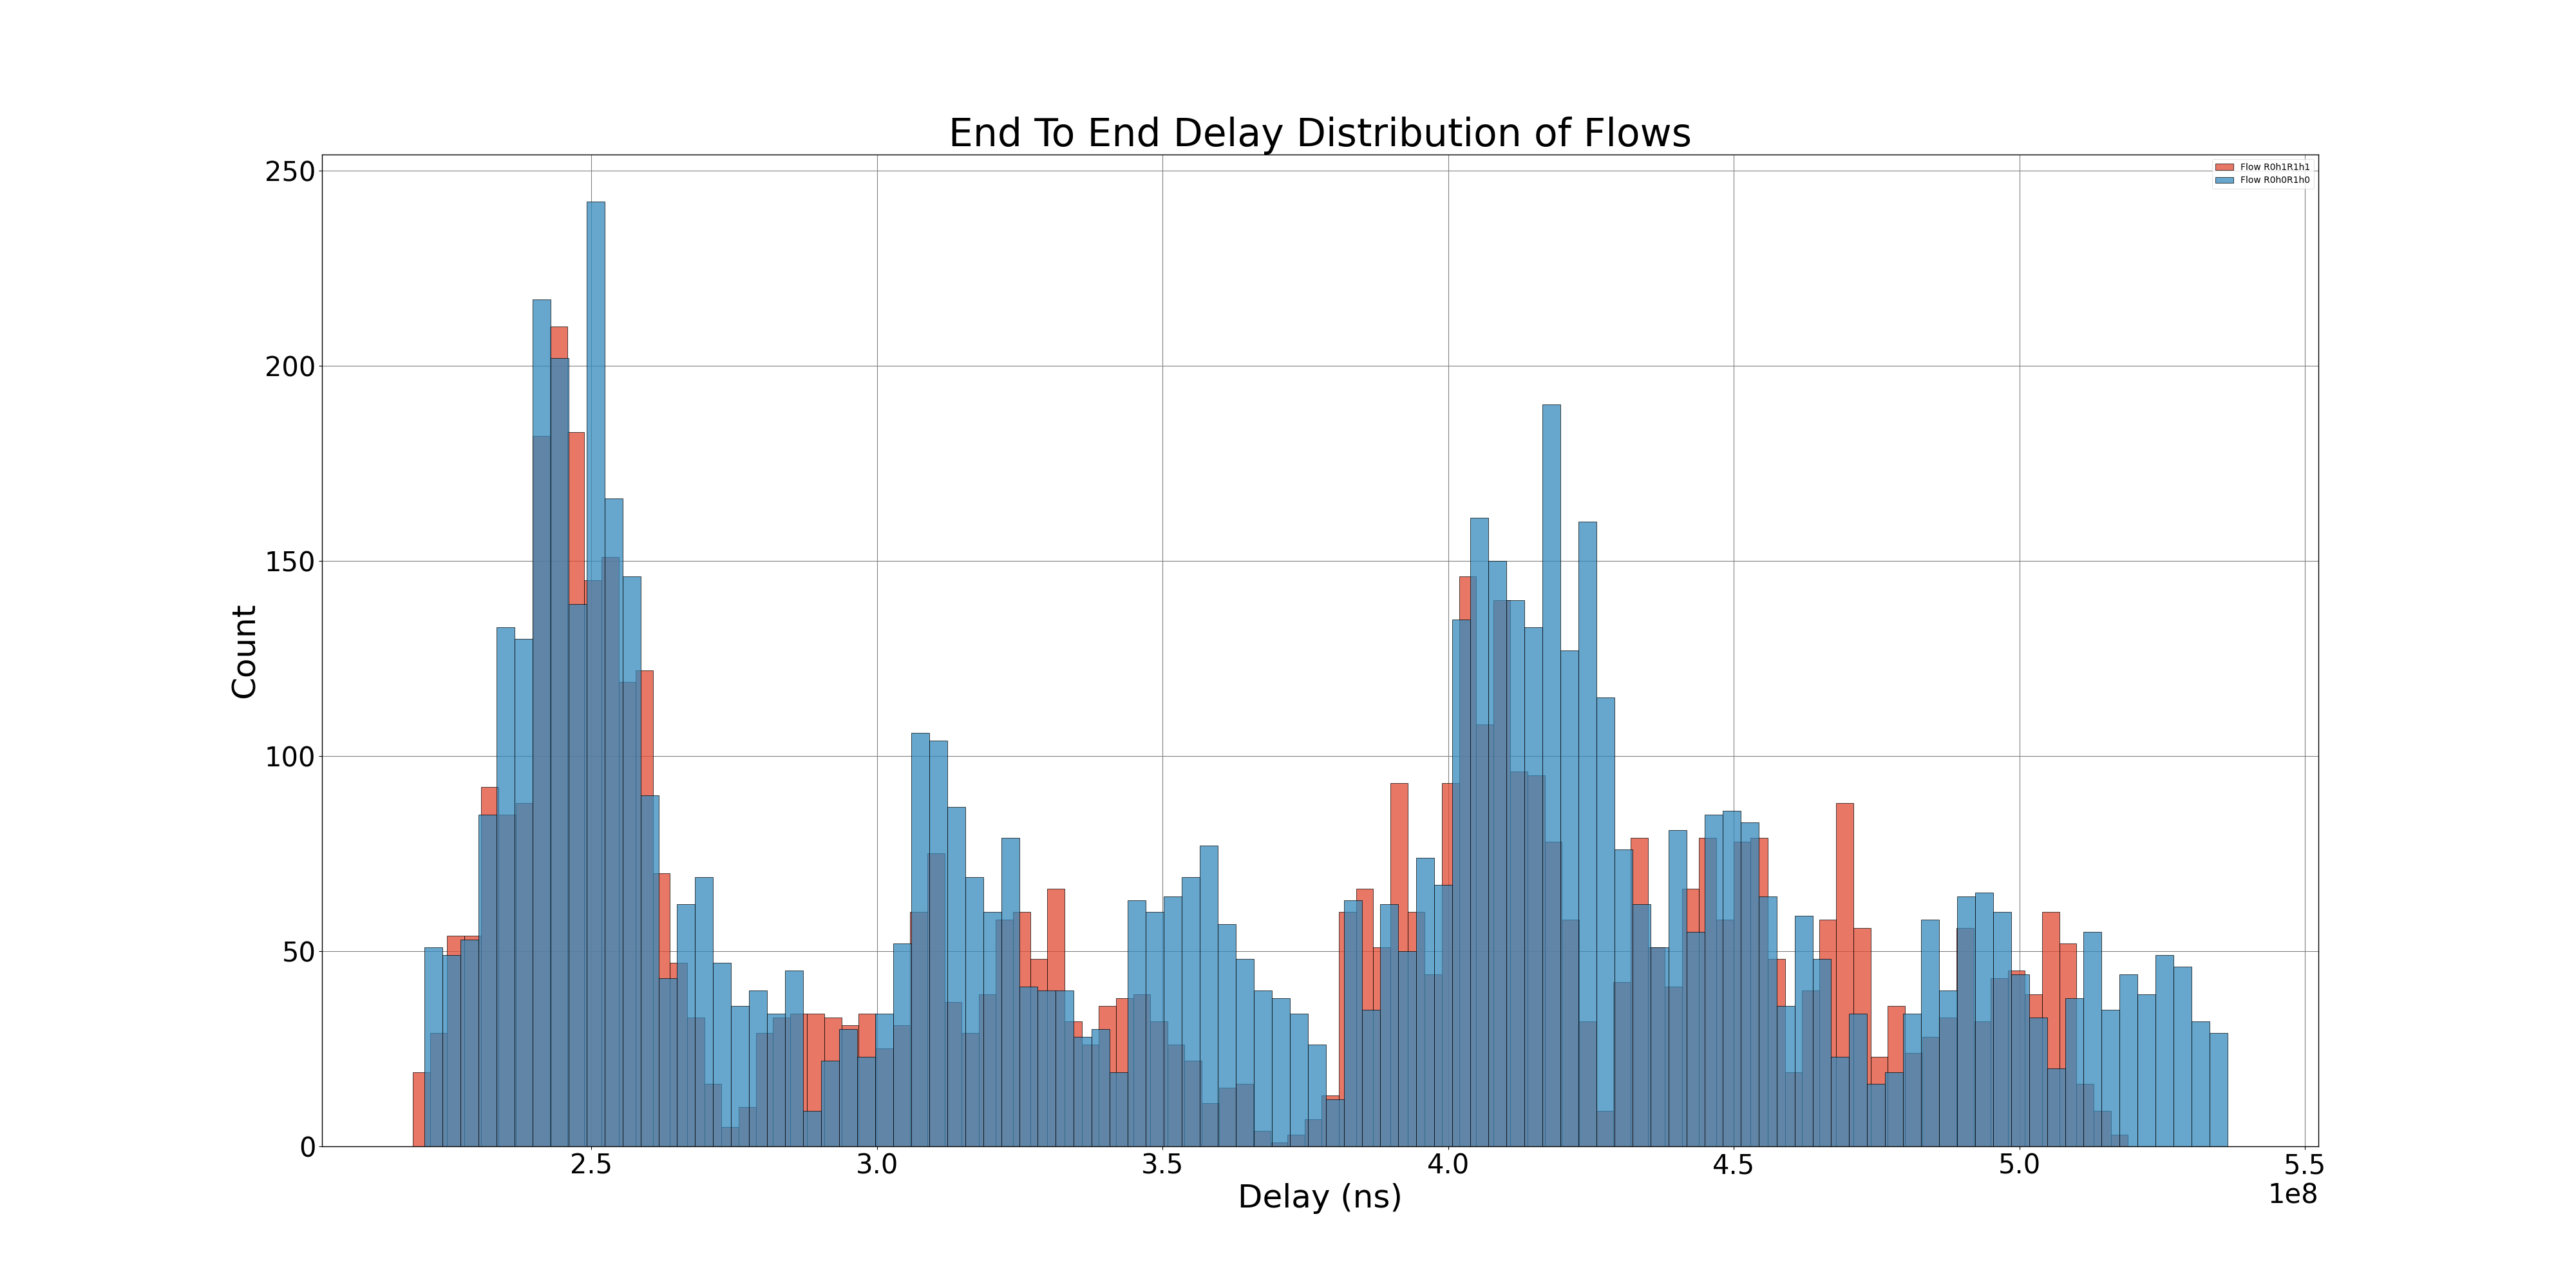 End To End Delay Distribution of Flows
Flow R0h1R1h1
Flow R0h0R1h0
250
200
150
100
50
0
Count
2.5 3.0 3.5 4.0 4.5 5.0 5.5
1e8
Delay (ns)